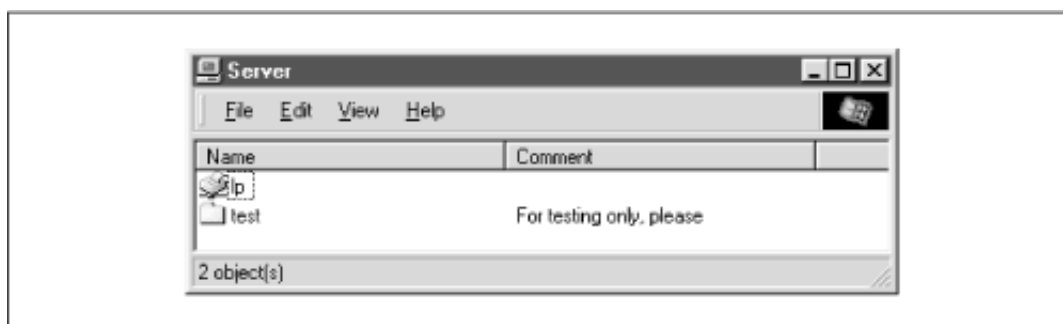 Server
File Edit View Help
Name Comment
lp
test For testing only, please
2 object(s)